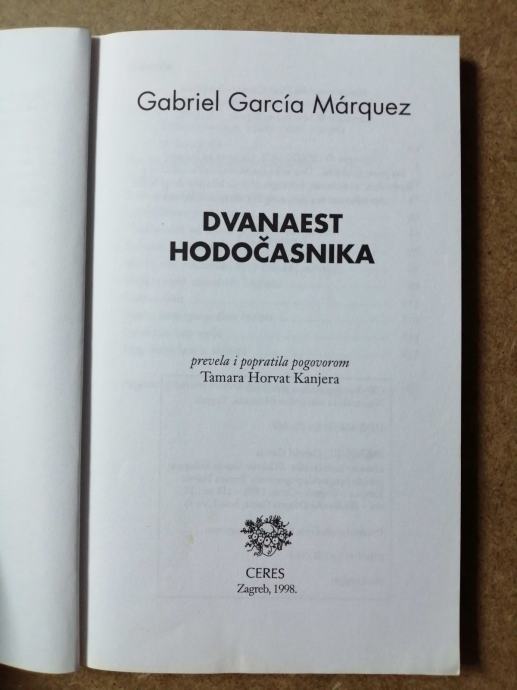 Gabriel García Márquez
DVANAEST
HODOČASNIKA
prevela i popratila pogovorom
Tamara Horvat Kanjera
CERES
Zagreb, 1998.